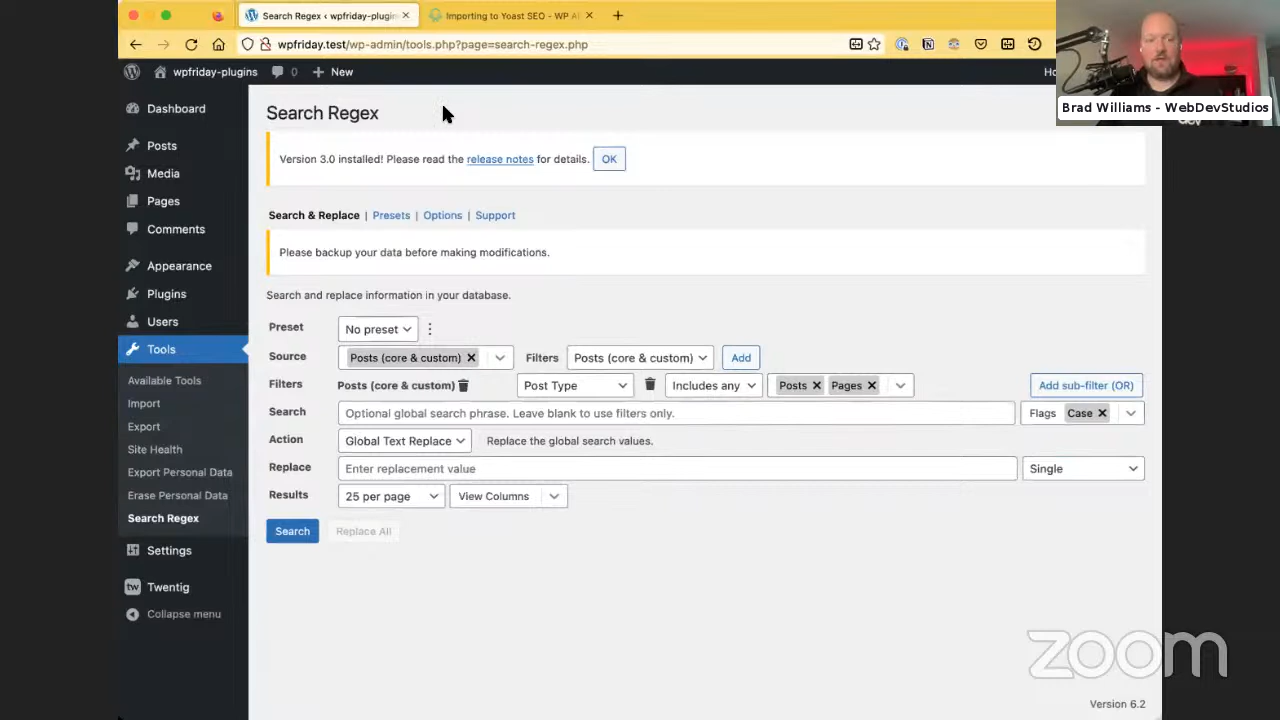 Search Regex ‹ wpfriday-plugin
Importing to Yoast SEO - WP Al
wpfriday.test/wp-admin/tools.php?page=search-regex.php
wpfriday-plugins
0
New
Brad Williams - WebDevStudios
Dashboard
Posts
Media
Pages
Comments
Appearance
Plugins
Users
Tools
Available Tools
Import
Export
Site Health
Export Personal Data
Erase Personal Data
Search Regex
Settings
tw Twentig
Collapse menu
Search Regex
Version 3.0 installed! Please read the release notes for details. OK
Search & Replace | Presets | Options | Support
Please backup your data before making modifications.
Search and replace information in your database.
Preset No preset
Source Posts (core & custom) Filters Posts (core & custom) Add
Filters Posts (core & custom) Post Type Includes any Posts Pages Add sub-filter (OR)
Search Optional global search phrase. Leave blank to use filters only. Flags Case
Action Global Text Replace Replace the global search values.
Replace Enter replacement value Single
Results 25 per page View Columns
Search Replace All
zoom
Version 6.2